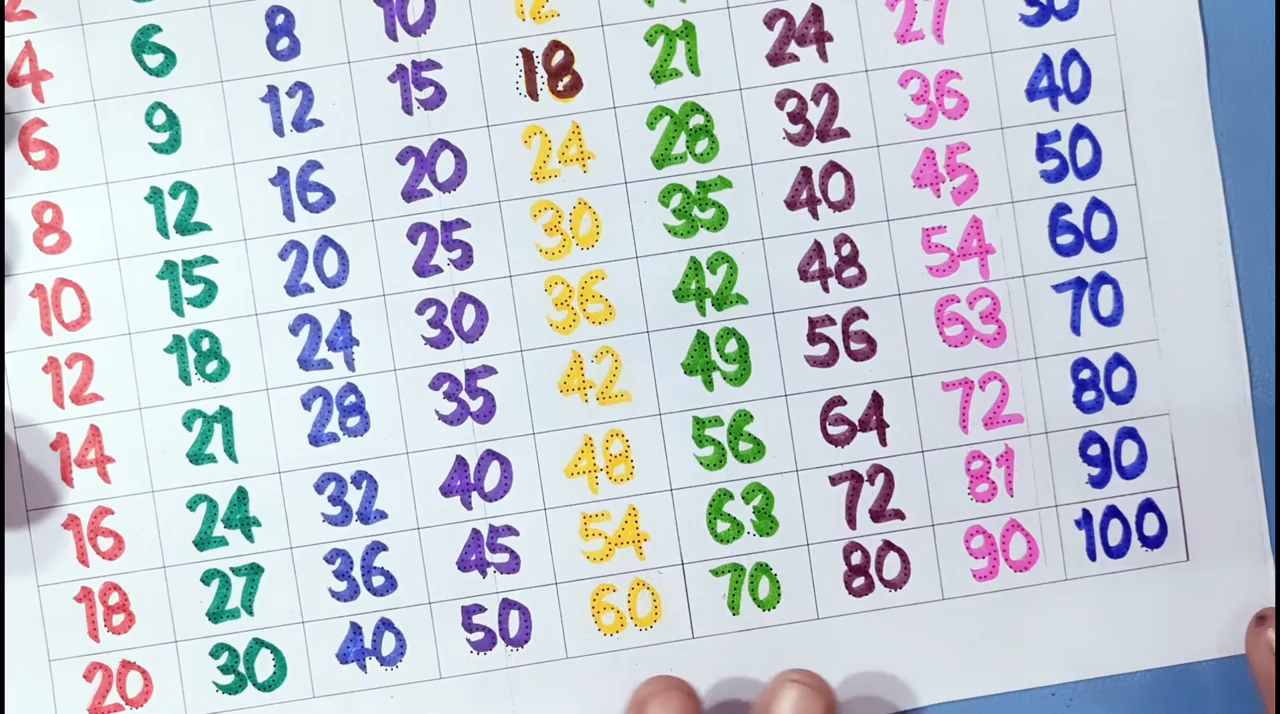 4 6 8 10 12
6 9 12 15 18 21 24 27 30
8 12 16 20 24 28 32 36 40
10 15 20 25 30 35 40 45 50
12 18 24 30 36 42 48 54 60
14 21 28 35 42 49 56 63 70
16 24 32 40 48 56 64 72 80
18 27 36 45 54 63 72 81 90
20 30 40 50 60 70 80 90 100